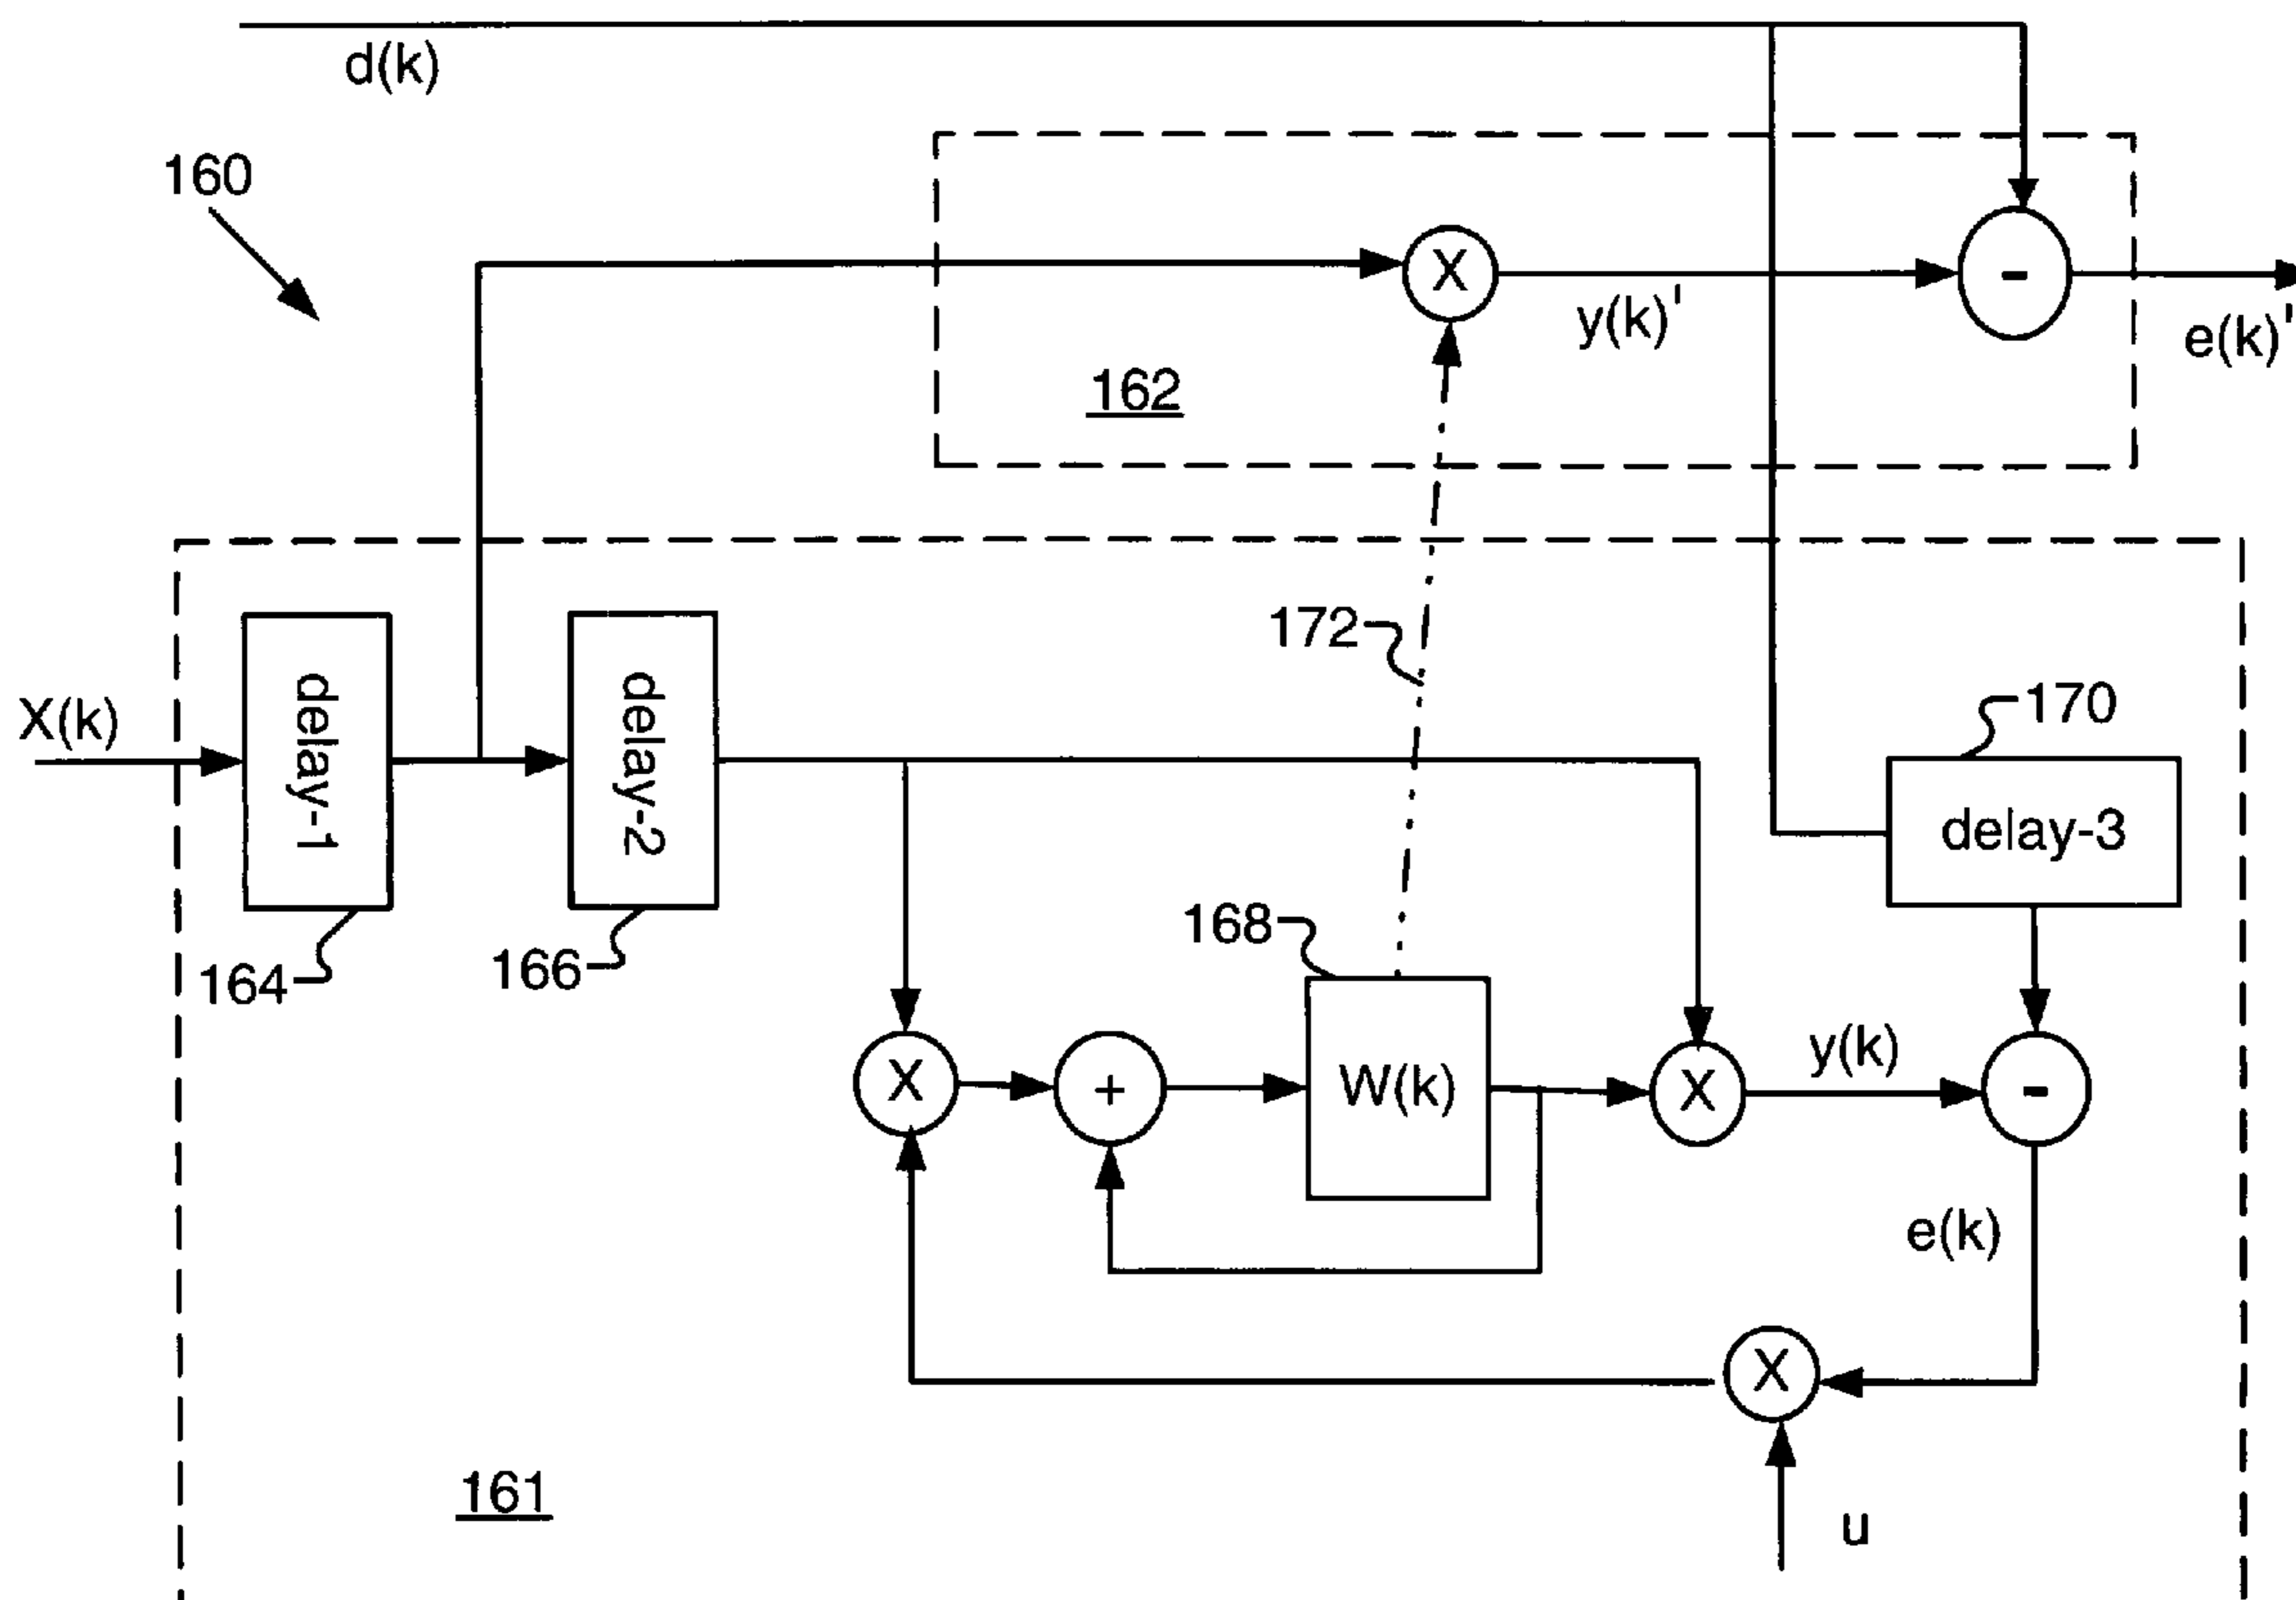 d(k)
160
X
-
y(k)'
e(k)'
162
172
X(k)
delay-1
delay-2
170
delay-3
168
164
166
X
+
W(k)
X
y(k)
-
e(k)
X
161
u